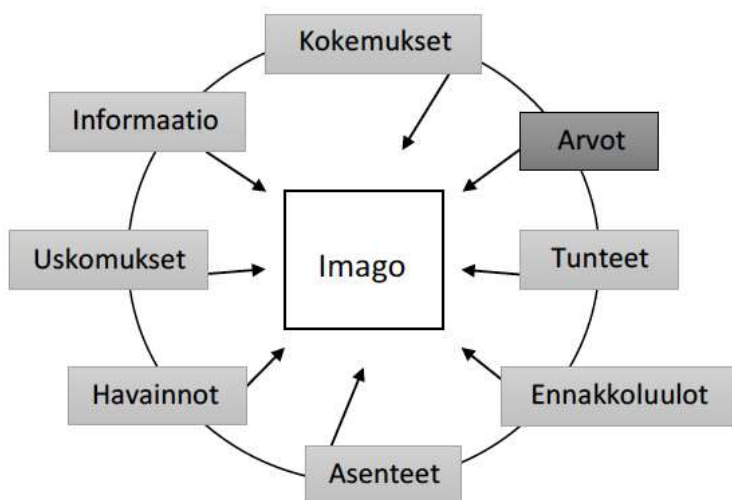 Kokemukset
Informaatio
Arvot
Uskomukset
Imago
Tunteet
Havainnot
Ennakkoluulot
Asenteet